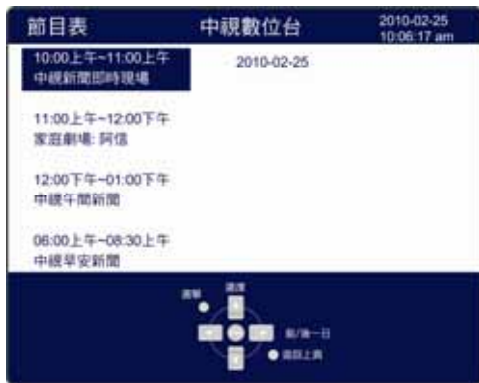 節目表
中視數位台
2010-02-25
10:06:17 am
10:00上午~11:00上午
中視新聞即時現場
2010-02-25
11:00上午~12:00下午
家庭劇場: 阿信
12:00下午~01:00下午
中視午間新聞
06:00上午~08:30上午
中視早安新聞
選單
選擇
前/後一日
返回上頁